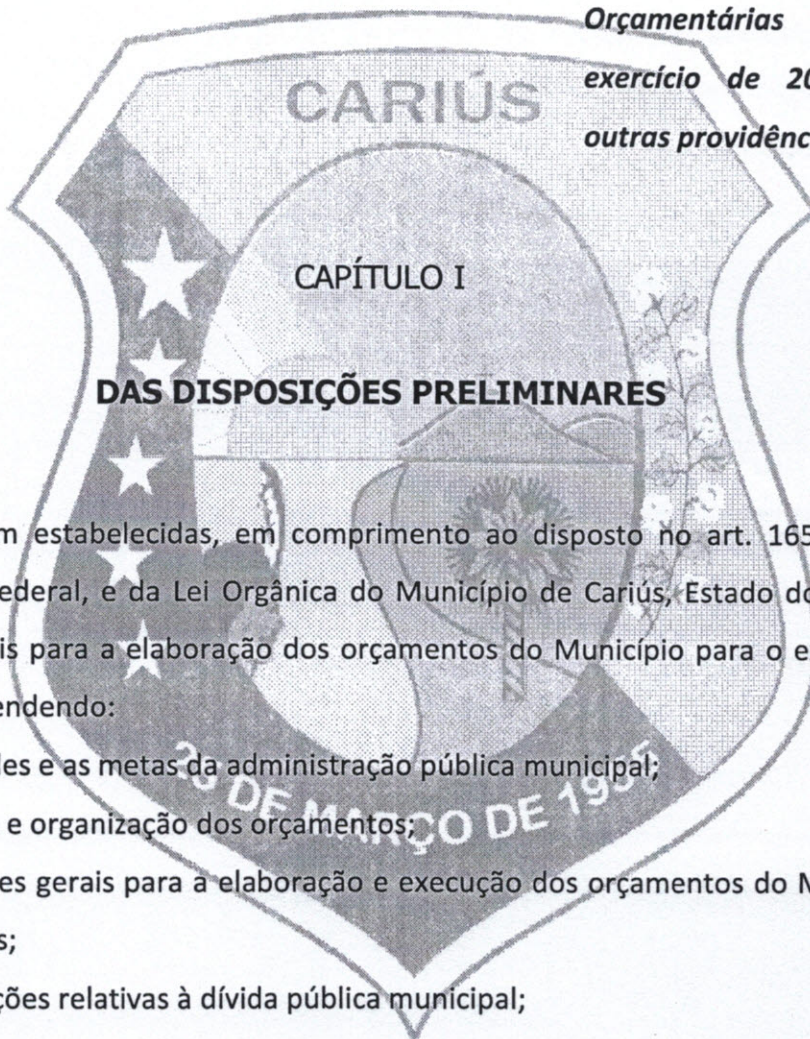 Orçamentárias
exercício de 20
outras providênc
CARIÚS
CAPÍTULO I
DAS DISPOSIÇÕES PRELIMINARES
m estabelecidas, em comprimento ao disposto no art. 165
ederal, e da Lei Orgânica do Município de Cariús, Estado do
is para a elaboração dos orçamentos do Município para o e
endendo:
les e as metas da administração pública municipal;
e organização dos orçamentos;
es gerais para a elaboração e execução dos orçamentos do M
s;
ções relativas à dívida pública municipal;
25 DE MARÇO DE 1955